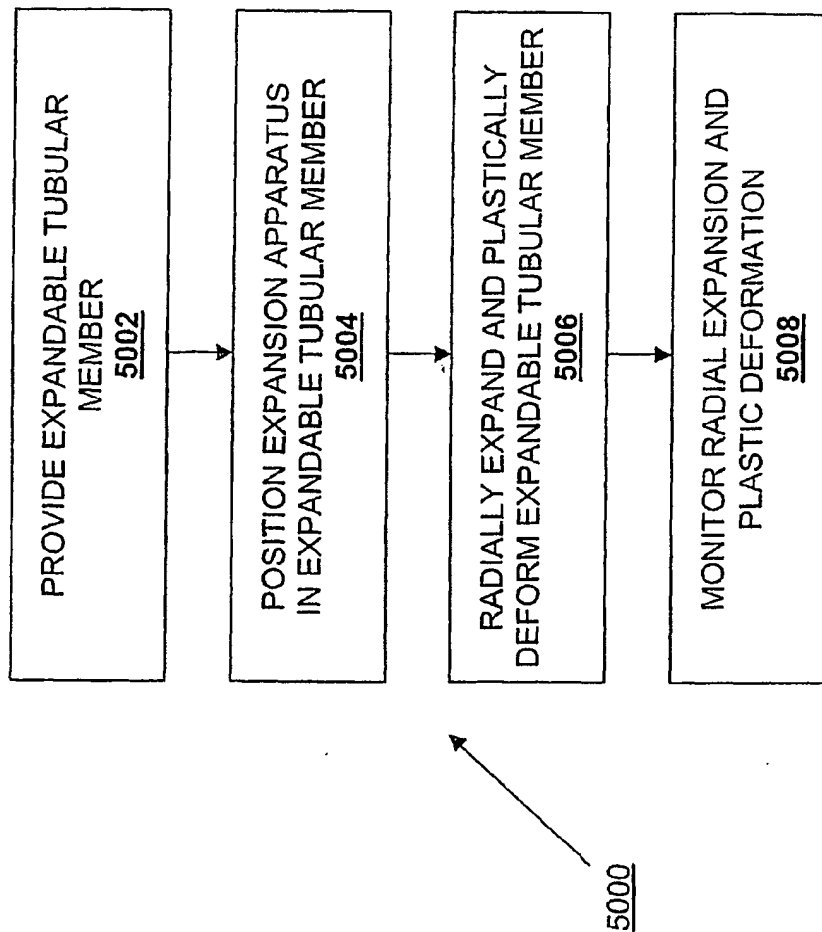 PROVIDE EXPANDABLE TUBULAR
MEMBER
5002
POSITION EXPANSION APPARATUS
IN EXPANDABLE TUBULAR MEMBER
5004
RADIALLY EXPAND AND PLASTICALLY
DEFORM EXPANDABLE TUBULAR MEMBER
5006
MONITOR RADIAL EXPANSION AND
PLASTIC DEFORMATION
5008
5000